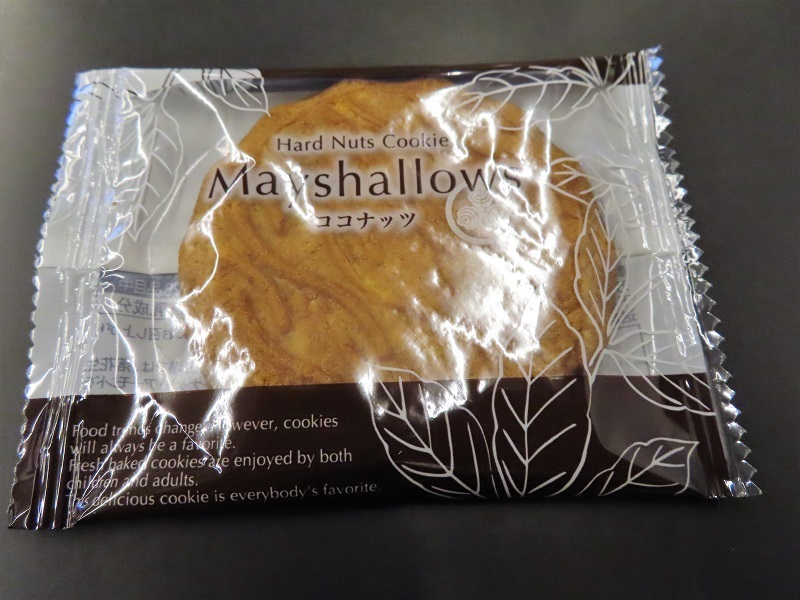 Hard Nuts Cookie
Mayshallows
ココナッツ
Food trends change. However, cookies
will always be a favorite.
Fresh baked cookies are enjoyed by both
children and adults.
This delicious cookie is everybody's favorite.